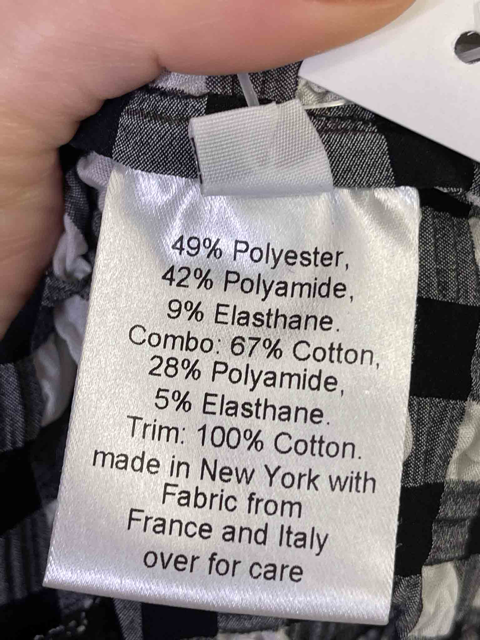 49% Polyester,
42% Polyamide,
9% Elasthane.
Combo: 67% Cotton,
28% Polyamide,
5% Elasthane.
Trim: 100% Cotton.
made in New York with
Fabric from
France and Italy
over for care